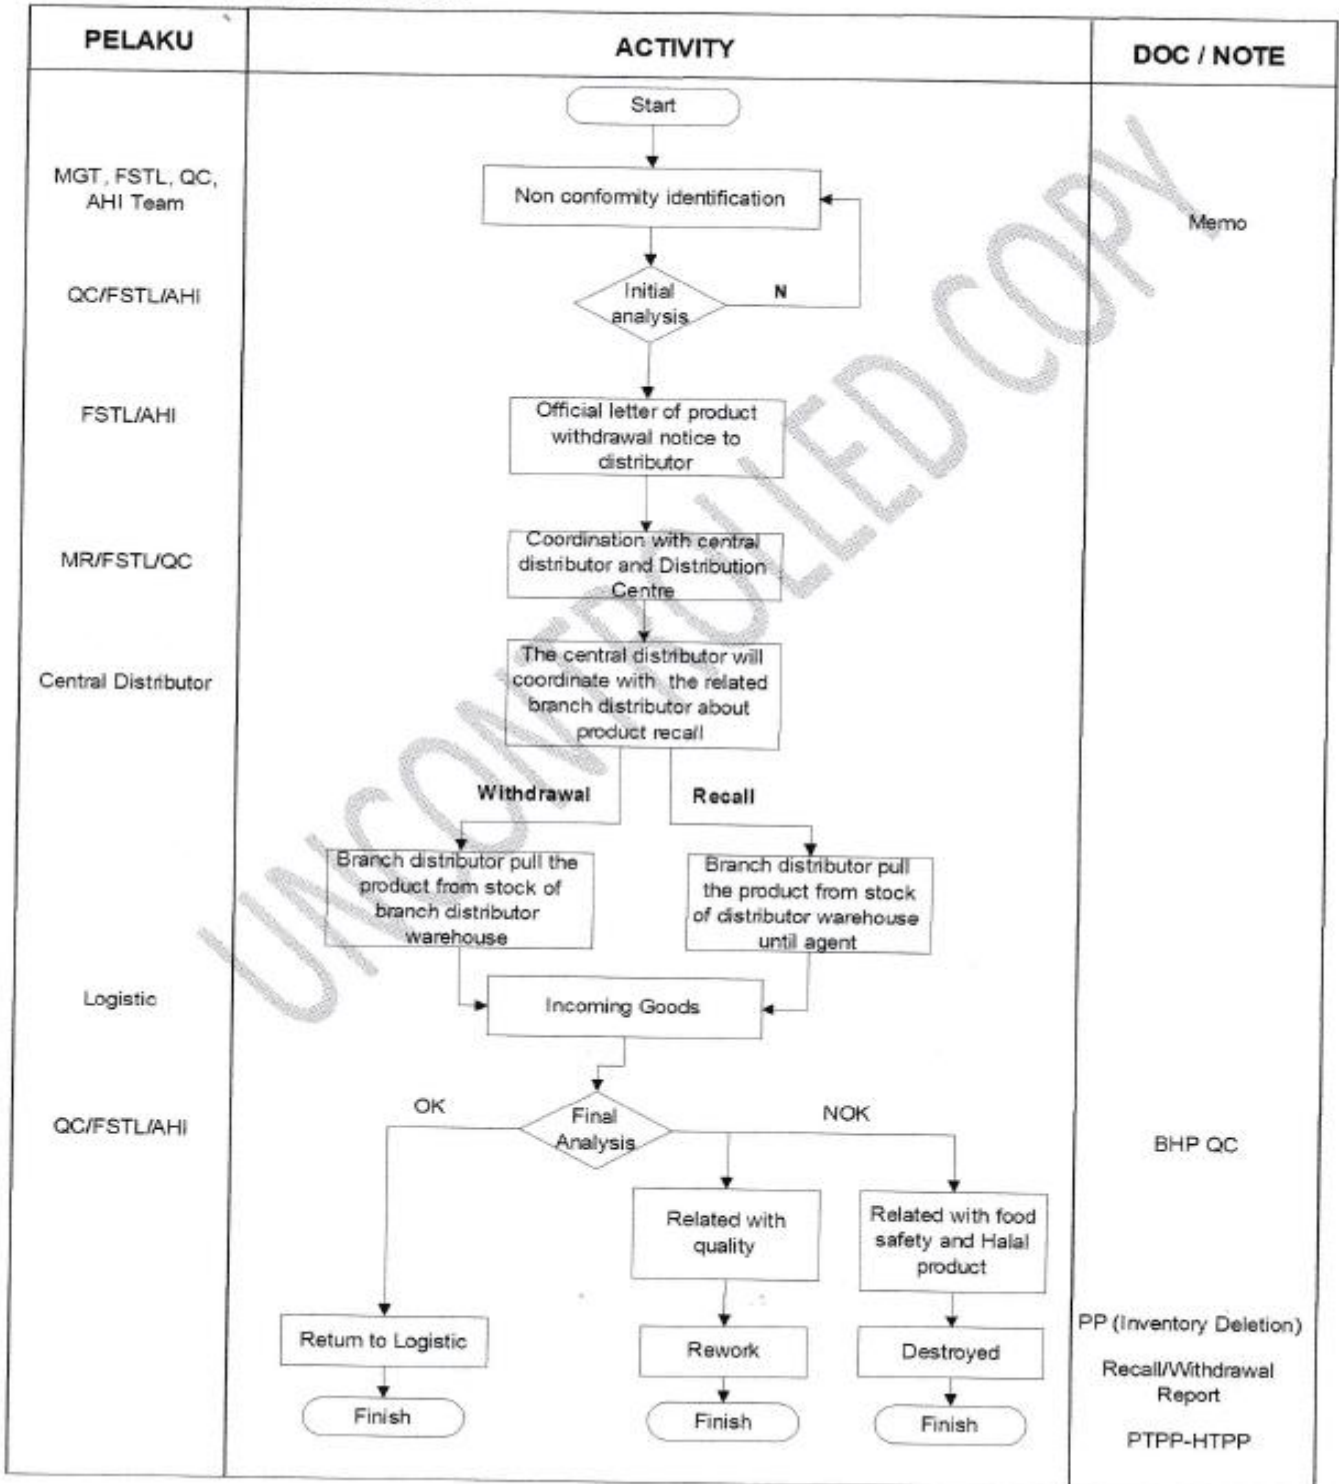 PELAKU
ACTIVITY
DOC / NOTE
Start
MGT, FSTL, QC,
AHI Team
Non conformity identification
Memo
QC/FSTL/AHI
Initial
analysis
N
FSTL/AHI
Official letter of product
withdrawal notice to
distributor
MR/FSTL/QC
Coordination with central
distributor and Distribution
Centre
Central Distributor
The central distributor will
coordinate with the related
branch distributor about
product recall
Withdrawal
Recall
Branch distributor pull the
product from stock of
branch distributor
warehouse
Branch distributor pull
the product from stock
of distributor warehouse
until agent
Logistic
Incoming Goods
QC/FSTL/AHI
OK
Final
Analysis
NOK
BHP QC
Related with
quality
Related with food
safety and Halal
product
Return to Logistic
Rework
Destroyed
PP (Inventory Deletion)
Recall/Withdrawal
Report
PTPP-HTPP
Finish
Finish
Finish
UNCONTROLLED COPY